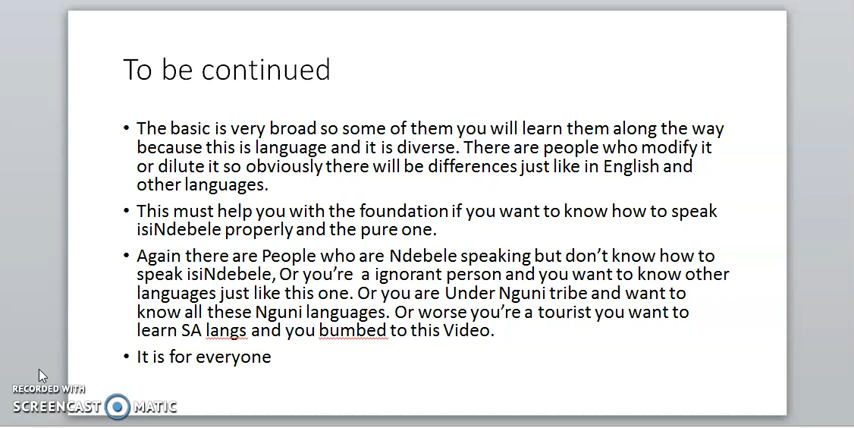 To be continued
• The basic is very broad so some of them you will learn them along the way
because this is language and it is diverse. There are people who modify it
or dilute it so obviously there will be differences just like in English and
other languages.
• This must help you with the foundation if you want to know how to speak
isiNdebele properly and the pure one.
• Again there are People who are Ndebele speaking but don't know how to
speak isiNdebele, Or you're a ignorant person and you want to know other
languages just like this one. Or you are Under Nguni tribe and want to
know all these Nguni languages. Or worse you're a tourist you want to
learn SA langs and you bumbed to this Video.
• It is for everyone
RECORDED WITH
SCREENCAST MATIC